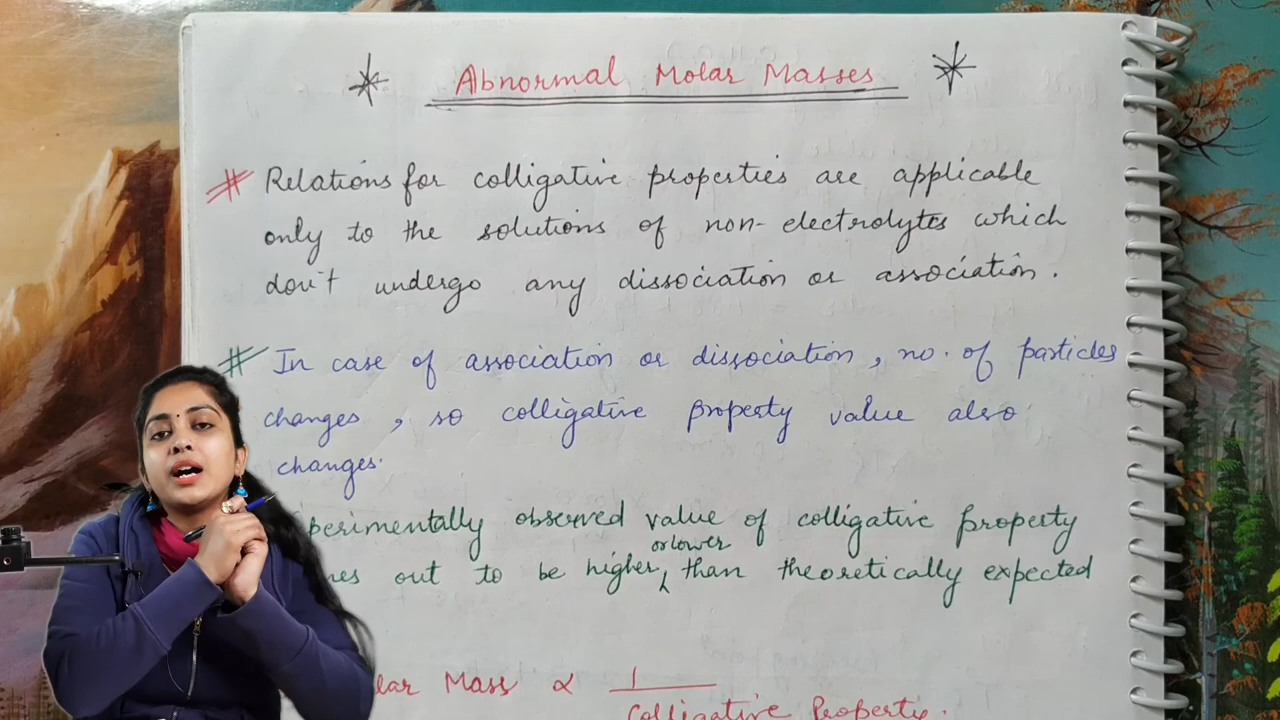 Abnormal Molar Masses
# Relations for colligative properties are applicable
only to the solutions of non-electrolytes which
don't undergo any dissociation or association.
# In case of association or dissociation, no. of particles
changes, so colligative property value also
changes.
perimentally observed value of colligative property
or lower
mes out to be higher than theoretically expected
lar Mass ∝ 1
Colligative Property.